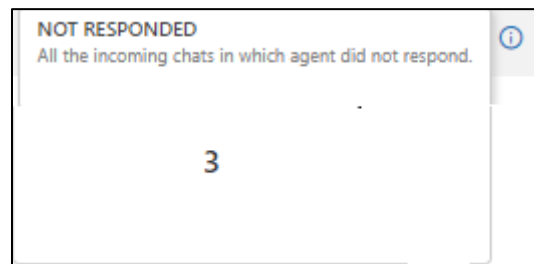 NOT RESPONDED
All the incoming chats in which agent did not respond.
3